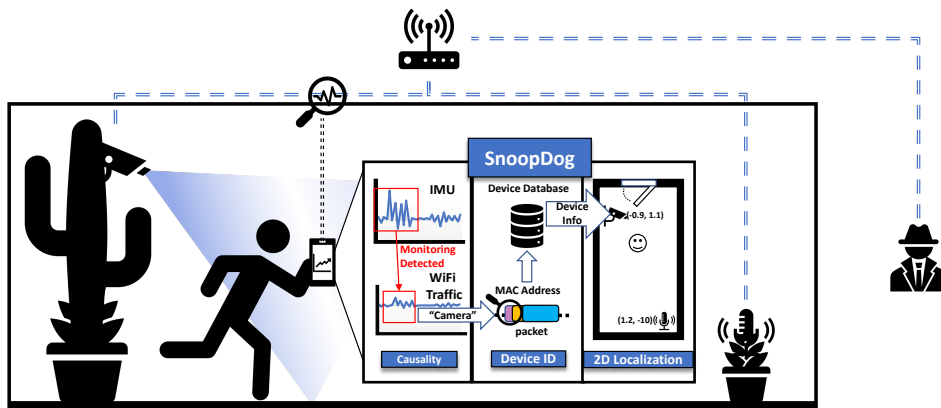 SnoopDog
IMU
Monitoring
Detected
WiFi
Traffic
"Camera"
Causality
Device Database
MAC Address
packet
Device ID
Device
Info
(-0.9, 1.1)
(1.2, -10)
2D Localization